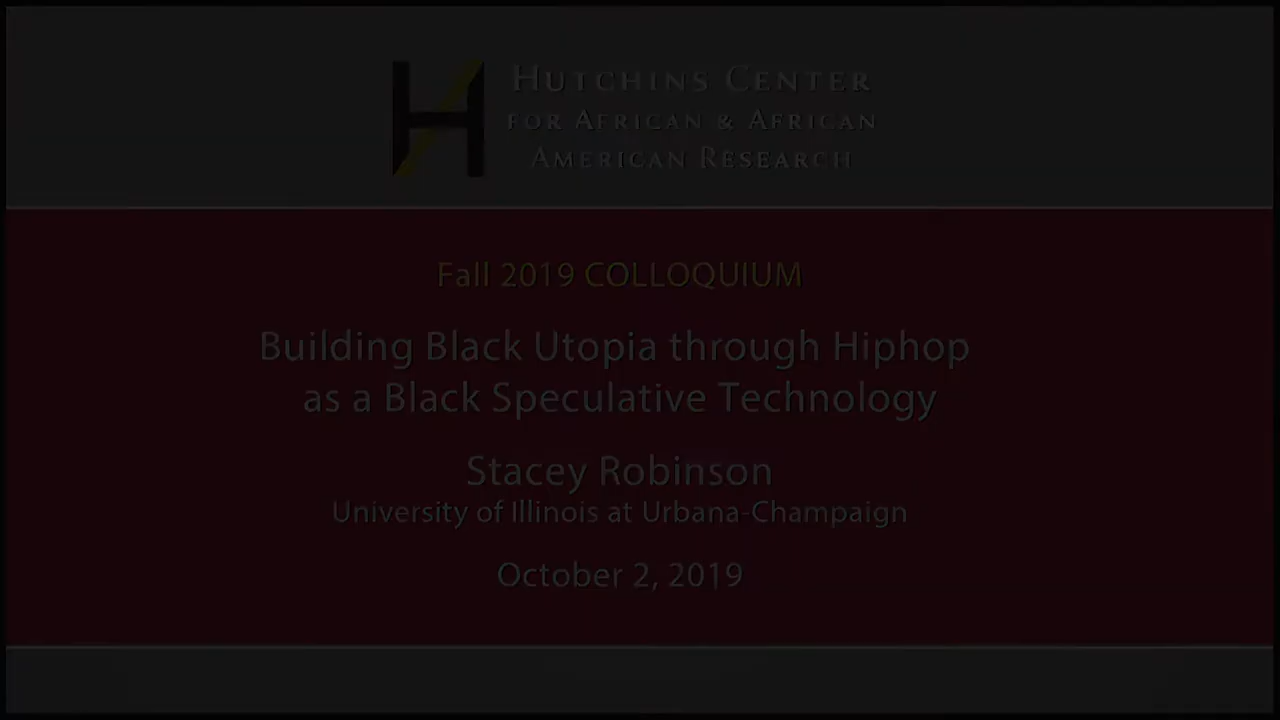 HUTCHINS CENTER
FOR AFRICAN & AFRICAN
AMERICAN RESEARCH
Fall 2019 COLLOQUIUM
Building Black Utopia through Hiphop
as a Black Speculative Technology
Stacey Robinson
University of Illinois at Urbana-Champaign
October 2, 2019